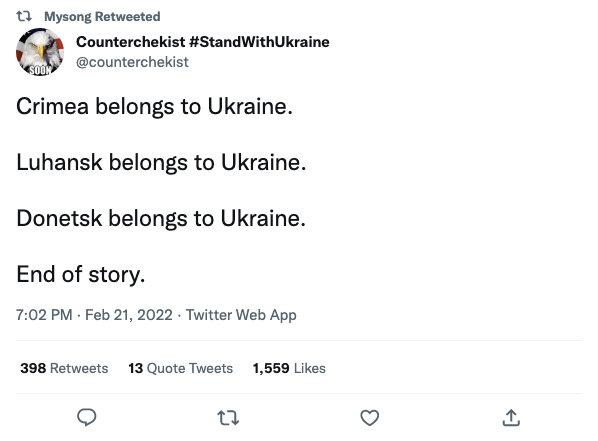 Mysong Retweeted
Counterchekist #StandWithUkraine
@counterchekist
SOON
Crimea belongs to Ukraine.
Luhansk belongs to Ukraine.
Donetsk belongs to Ukraine.
End of story.
7:02 PM · Feb 21, 2022 · Twitter Web App
398 Retweets 13 Quote Tweets 1,559 Likes